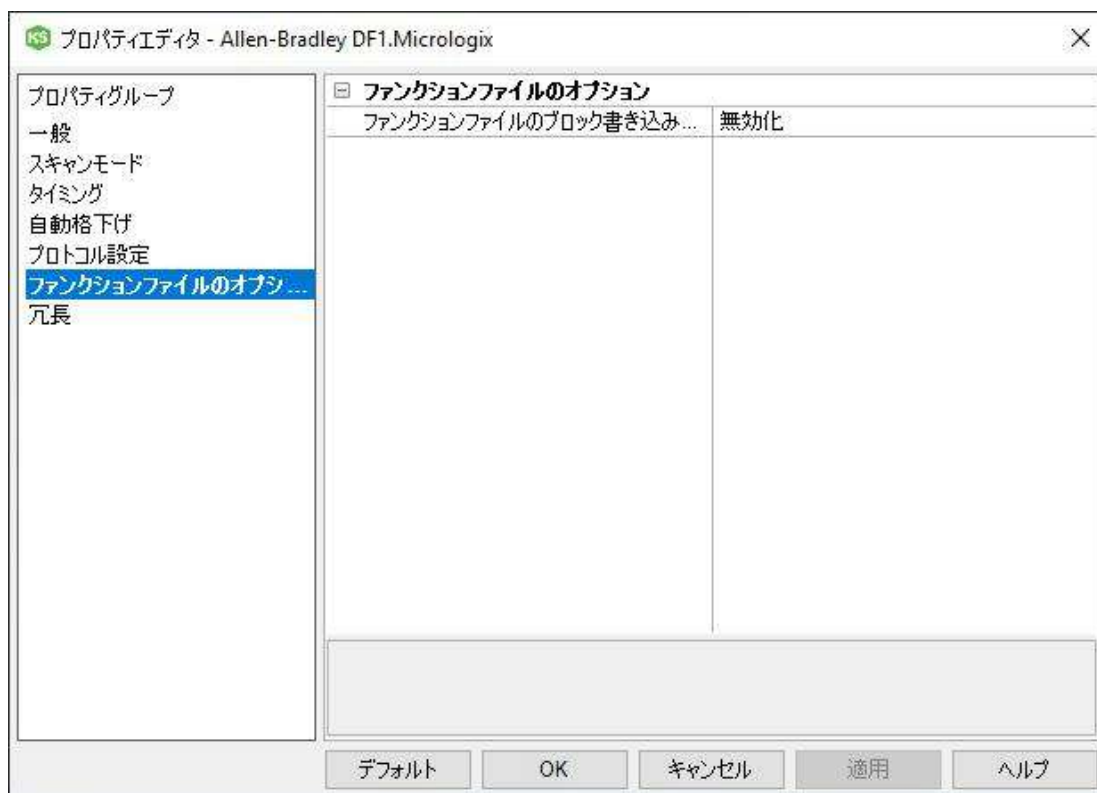 KS プロパティエディタ - Allen-Bradley DF1.Micrologix
プロパティグループ
一般
スキャンモード
タイミング
自動格下げ
プロトコル設定
ファンクションファイルのオプシ...
冗長
ファンクションファイルのオプション
ファンクションファイルのブロック書き込み... 無効化
デフォルト OK キャンセル 適用 ヘルプ